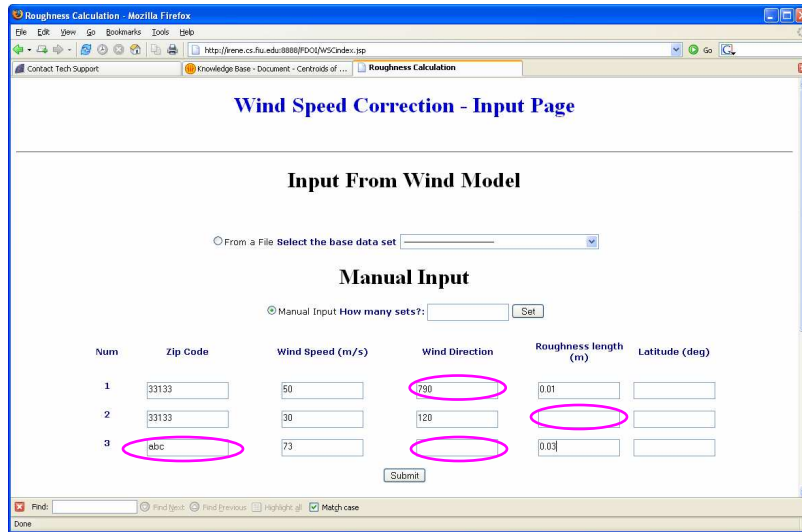 Roughness Calculation - Mozilla Firefox
File Edit View Go Bookmarks Tools Help
http://irene.cs.fiu.edu:8888/FDOI/WSCindex.jsp Go
Contact Tech Support Knowledge Base - Document - Centroids of ... Roughness Calculation
Wind Speed Correction - Input Page
Input From Wind Model
From a File Select the base data set
Manual Input
Manual Input How many sets?: Set
Num Zip Code Wind Speed (m/s) Wind Direction Roughness length (m) Latitude (deg)
1 33133 50 790 0.01
2 33133 30 120
3 abc 73 0.03
Submit
Find: Find Next Find Previous Highlight all Match case
Done